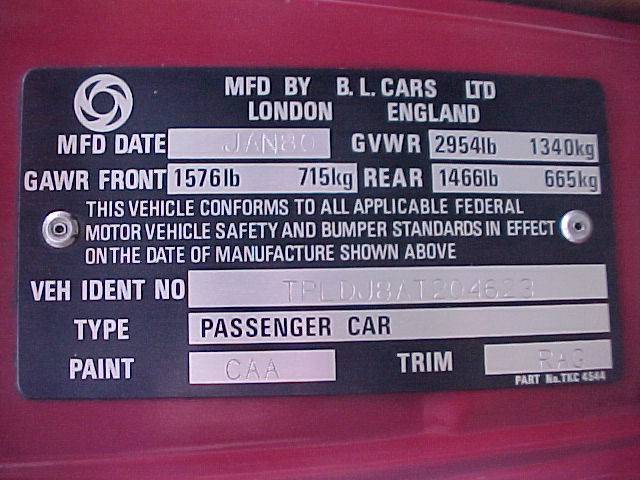 MFD BY B.L.CARS LTD
LONDON ENGLAND
MFD DATE JAN80 GVWR 2954lb 1340kg
GAWR FRONT 1576lb 715kg REAR 1466lb 665kg
THIS VEHICLE CONFORMS TO ALL APPLICABLE FEDERAL
MOTOR VEHICLE SAFETY AND BUMPER STANDARDS IN EFFECT
ON THE DATE OF MANUFACTURE SHOWN ABOVE
VEH IDENT NO TPLDJ8AT204623
TYPE PASSENGER CAR
PAINT CAA TRIM RAG
PART No.TKC 4544